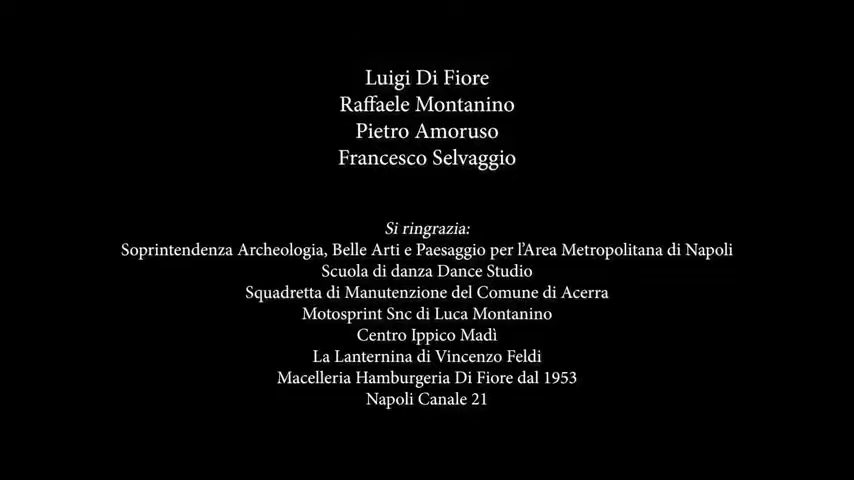 Luigi Di Fiore
Raffaele Montanino
Pietro Amoruso
Francesco Selvaggio
Si ringrazia:
Soprintendenza Archeologia, Belle Arti e Paesaggio per l’Area Metropolitana di Napoli
Scuola di danza Dance Studio
Squadretta di Manutenzione del Comune di Acerra
Motosprint Snc di Luca Montanino
Centro Ippico Madì
La Lanternina di Vincenzo Feldi
Macelleria Hamburgeria Di Fiore dal 1953
Napoli Canale 21